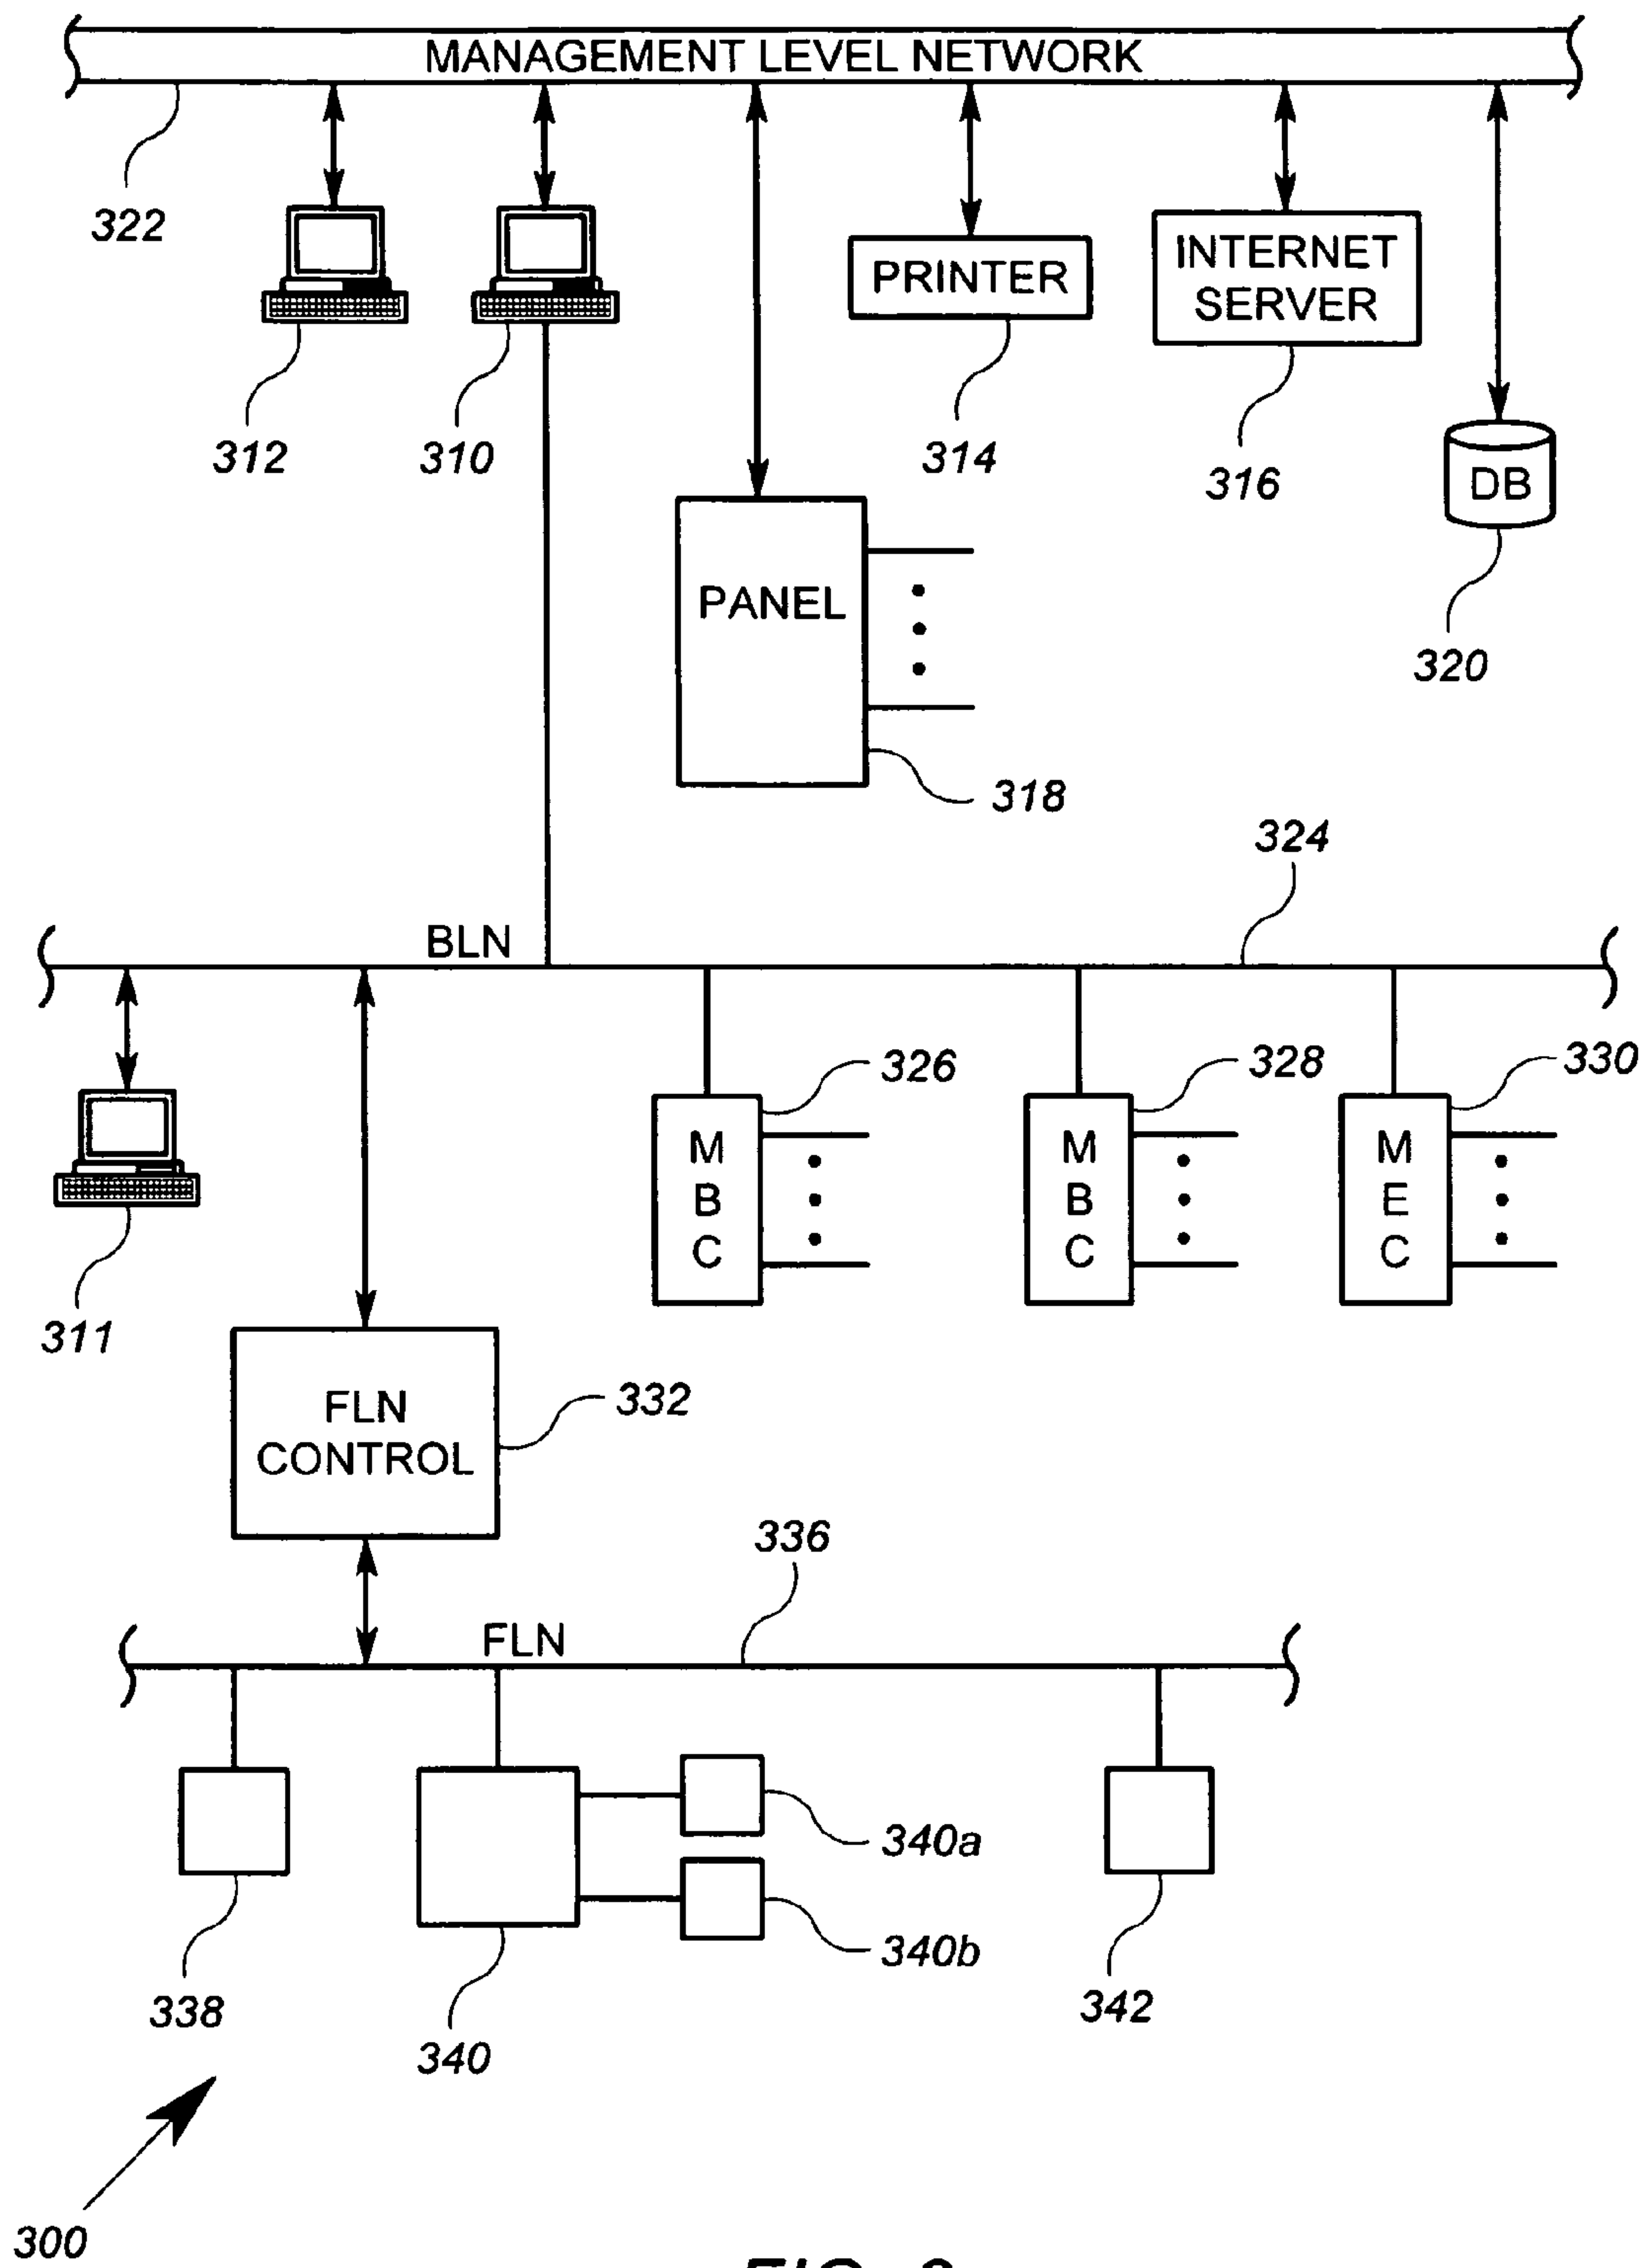 MANAGEMENT LEVEL NETWORK
322
312
310
PRINTER
314
INTERNET
SERVER
316
DB
320
PANEL
318
324
BLN
311
326
M
B
C
328
M
B
C
330
M
E
C
FLN
CONTROL
332
336
FLN
338
340
340a
340b
342
300